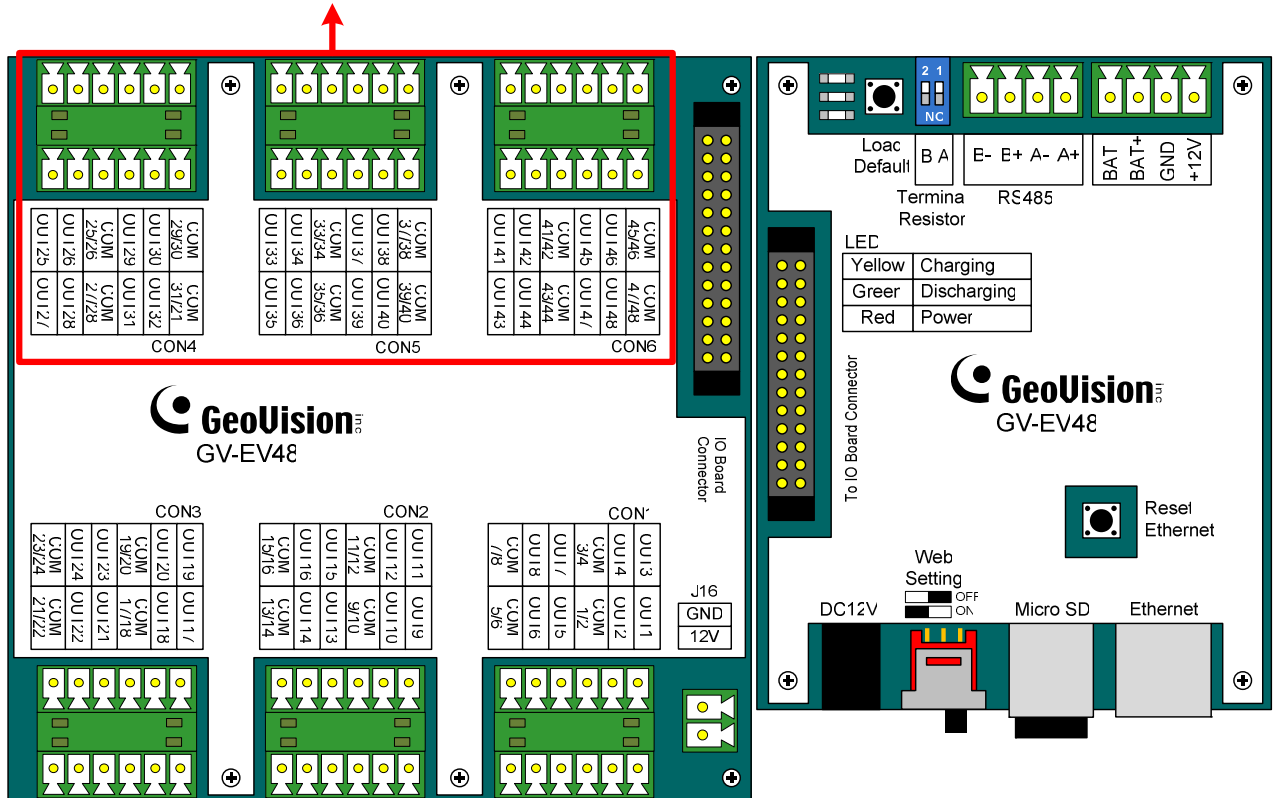 2 1
NC
Load
Default
B A
B- B+ A- A+
BAT
BAT+
GND
+12V
Termina
Resistor
RS485
OUT25
OUT26
COM
25/26
OUT29
OUT30
COM
29/30
OUT27
OUT28
COM
27/28
OUT31
OUT32
COM
31/21
CON4
OUT33
OUT34
COM
33/34
OUT37
OUT38
COM
37/38
OUT35
OUT36
COM
35/36
OUT39
OUT40
COM
39/40
CON5
OUT41
OUT42
COM
41/42
OUT45
OUT46
COM
45/46
OUT43
OUT44
COM
43/44
OUT47
OUT48
COM
47/48
CON6
LED
Yellow Charging
Green Discharging
Red Power
GeoVision inc
GV-EV48
IO Board
Connector
To IO Board Connector
GeoVision inc
GV-EV48
CON3
COM
23/24
OUT24
OUT23
COM
19/20
OUT20
OUT19
COM
21/22
OUT22
OUT21
COM
17/18
OUT18
OUT17
CON2
COM
15/16
OUT16
OUT15
COM
11/12
OUT12
OUT11
COM
13/14
OUT14
OUT13
COM
9/10
OUT10
OUT9
CON1
COM
7/8
OUT8
OUT7
COM
3/4
OUT4
OUT3
COM
5/6
OUT6
OUT5
COM
1/2
OUT2
OUT1
J16
GND
12V
Reset
Ethernet
Web
Setting
OFF
ON
DC12V
Micro SD
Ethernet